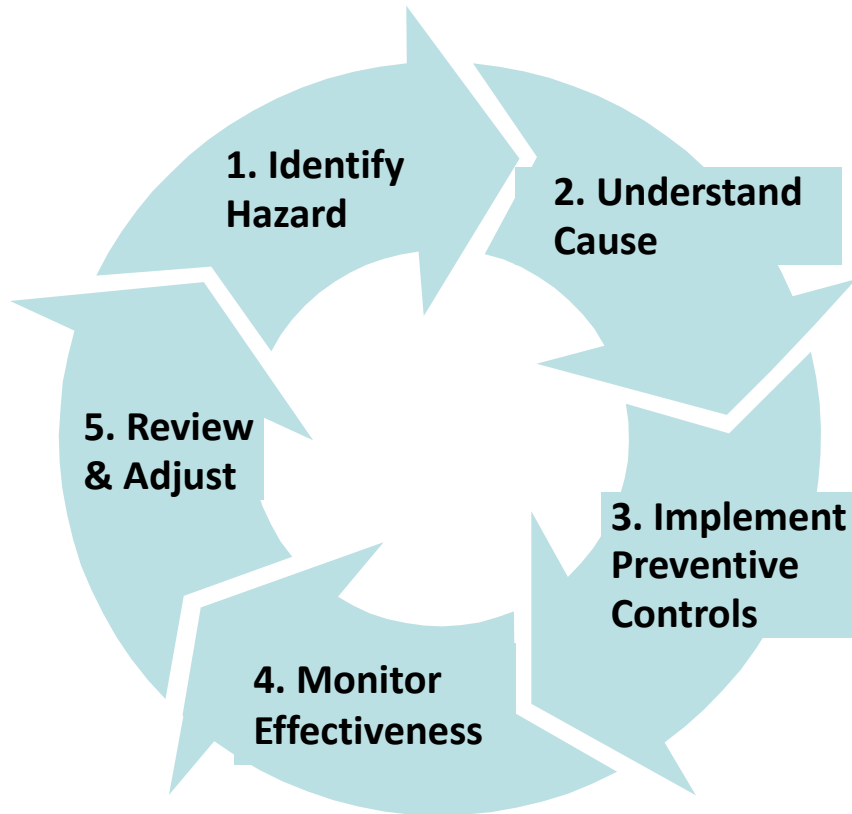 1. Identify
Hazard
2. Understand
Cause
3. Implement
Preventive
Controls
4. Monitor
Effectiveness
5. Review
& Adjust